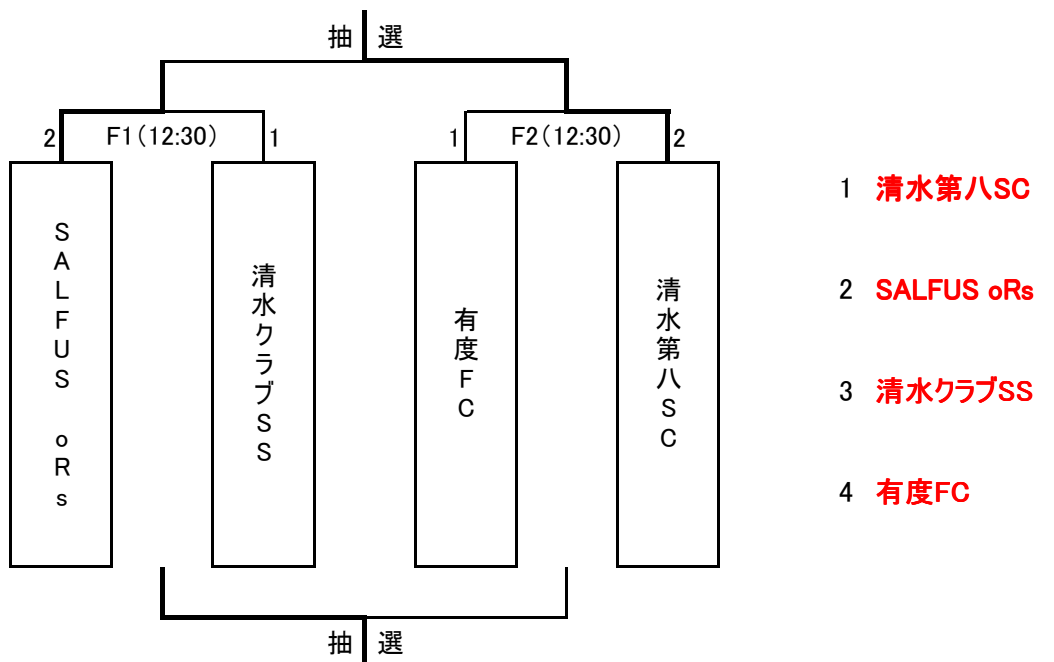 抽 選
2 F1(12:30) 1
1 F2(12:30) 2
SALFUS oRs
清水クラブSS
有度FC
清水第八SC
1 清水第八SC
2 SALFUS oRs
3 清水クラブSS
4 有度FC
抽 選